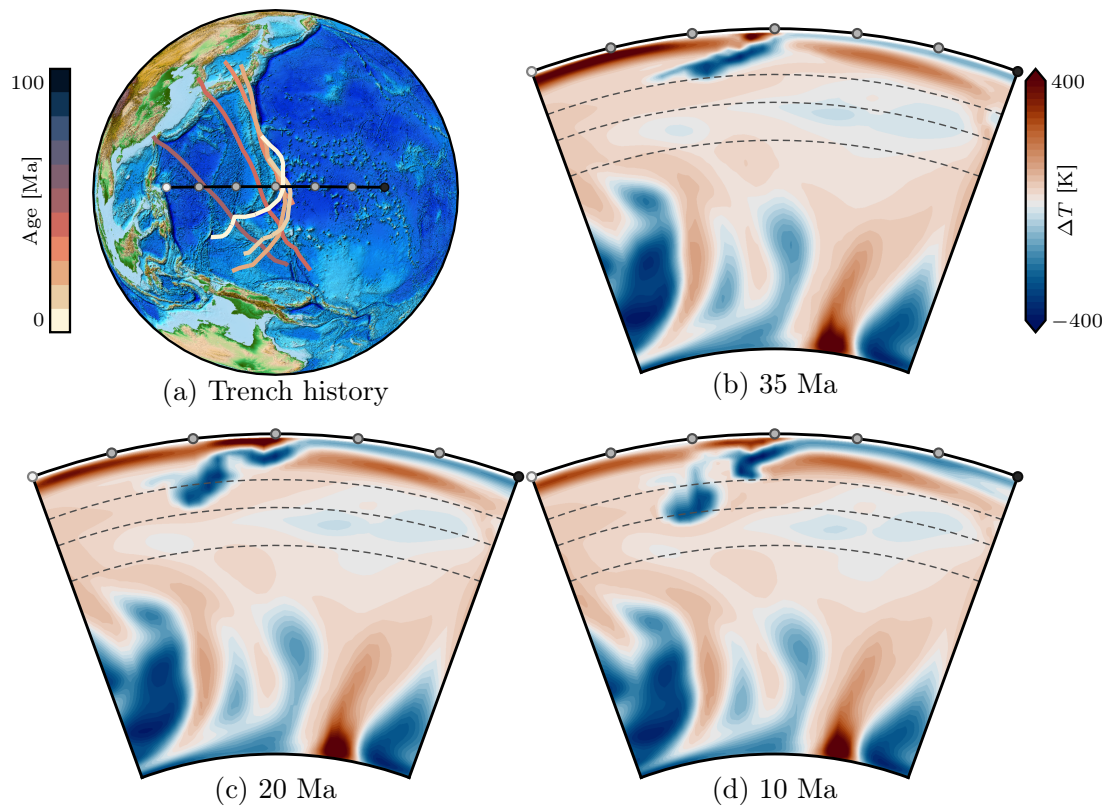 100
Age [Ma]
0
(a) Trench history
400
ΔT [K]
−400
(b) 35 Ma
(c) 20 Ma
(d) 10 Ma